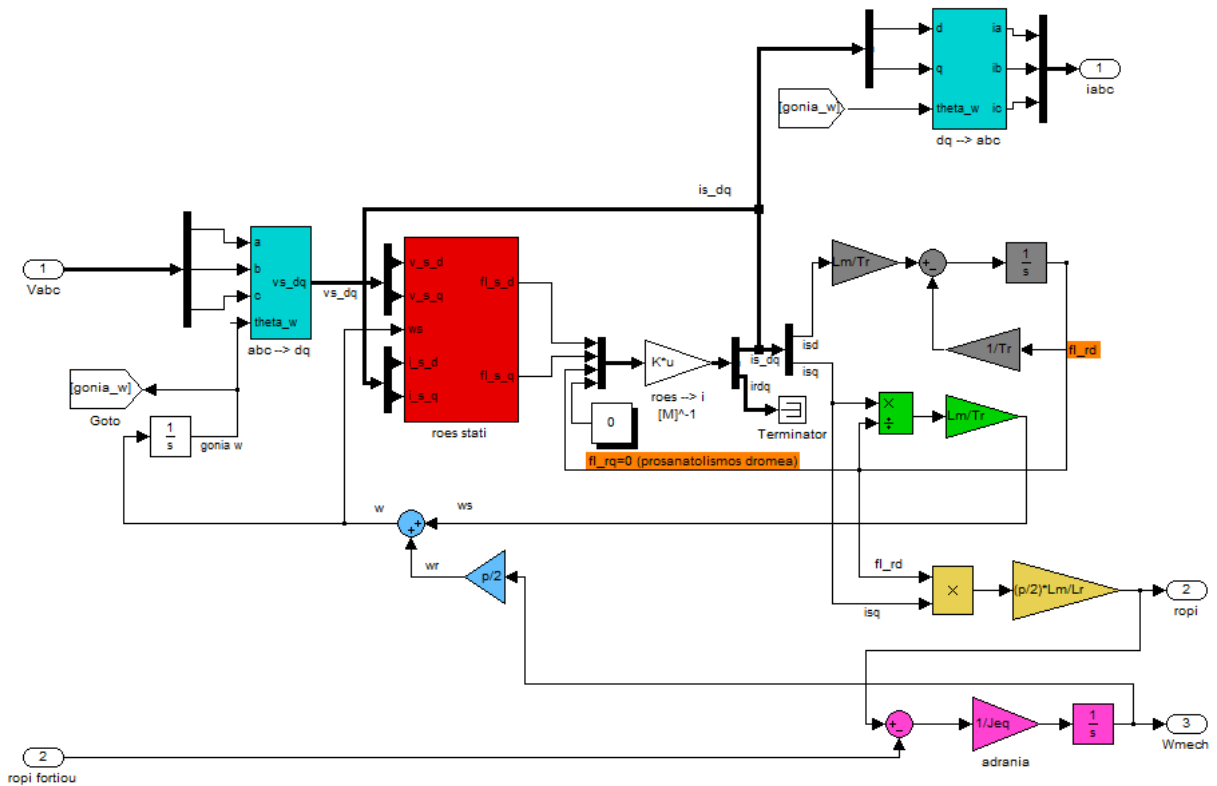 d
ia
q
ib
1
iabc
[gonia_w]
theta_w
ic
dq --> abc
is_dq
1
Vabc
a
b
vs_dq
c
theta_w
abc --> dq
vs_dq
v_s_d
fl_s_d
v_s_q
ws
i_s_d
fl_s_q
i_s_q
roes stati
Lm/Tr
+
-
1
s
isd
1/Tr
fl_rd
K*u
roes --> i
[M]^-1
is_dq
isq
irdq
0
Terminator
×
÷
Lm/Tr
[gonia_w]
Goto
1
s
gonia w
fl_rq=0 (prosanatolismos dromea)
w
+
+
ws
wr
p/2
fl_rd
×
isq
(p/2)*Lm/Lr
2
ropi
+
-
1/Jeq
adrania
1
s
3
Wmech
2
ropi fortiou